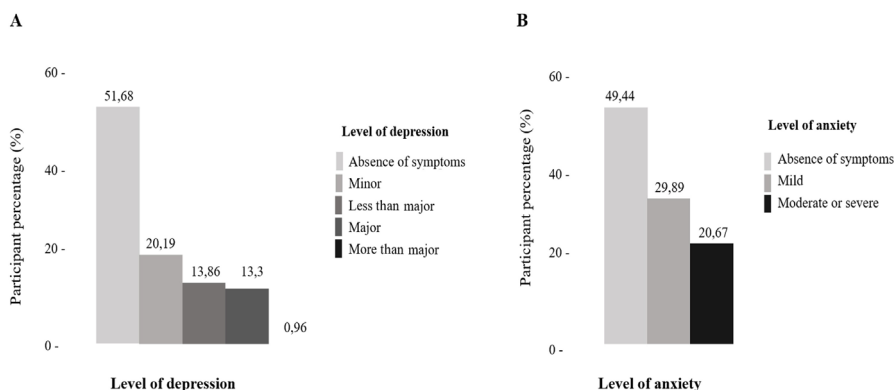 A
Participant percentage (%)
60 -
40 -
20 -
0 -
51,68
20,19
13,86
13,3
0,96
Level of depression
Level of depression
Absence of symptoms
Minor
Less than major
Major
More than major
B
Participant percentage (%)
60 -
40 -
20 -
0 -
49,44
29,89
20,67
Level of anxiety
Level of anxiety
Absence of symptoms
Mild
Moderate or severe